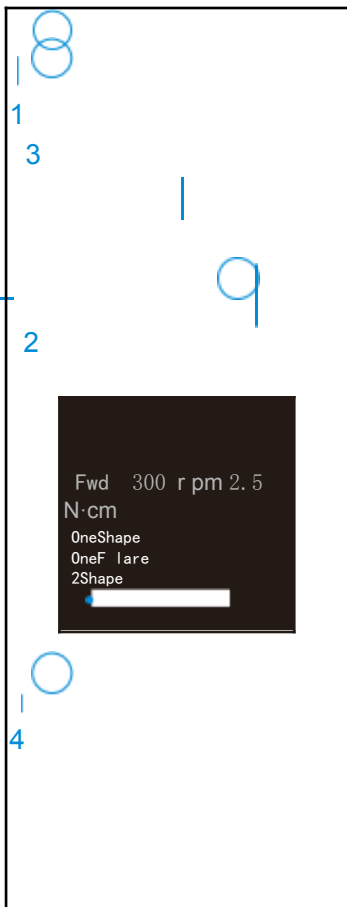 1
3
2
Fwd 300 rpm 2.5
N·cm
OneShape
OneF lare
2Shape
4